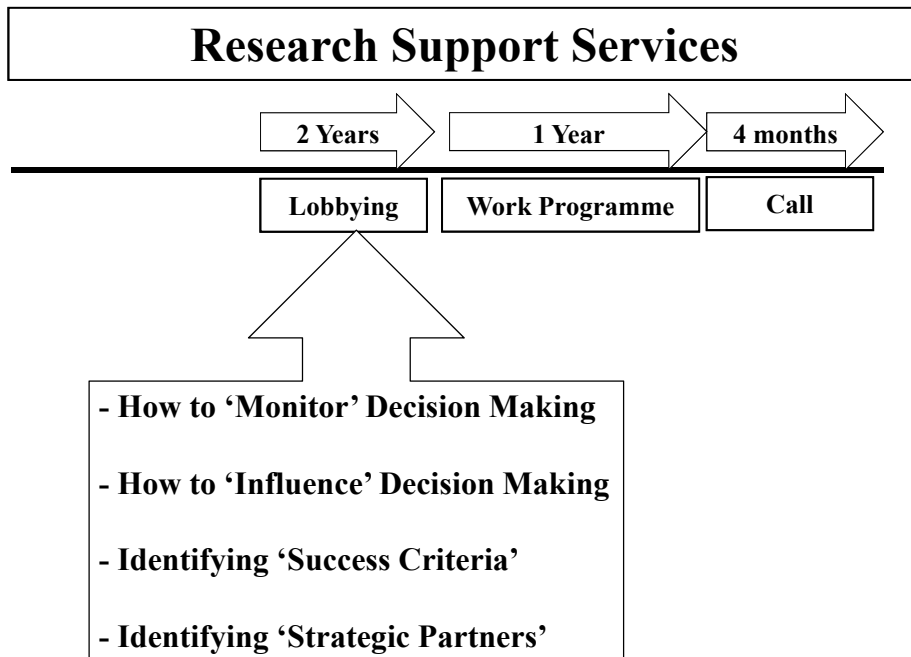 Research Support Services
2 Years
1 Year
4 months
Lobbying
Work Programme
Call
- How to ‘Monitor’ Decision Making
- How to ‘Influence’ Decision Making
- Identifying ‘Success Criteria’
- Identifying ‘Strategic Partners’